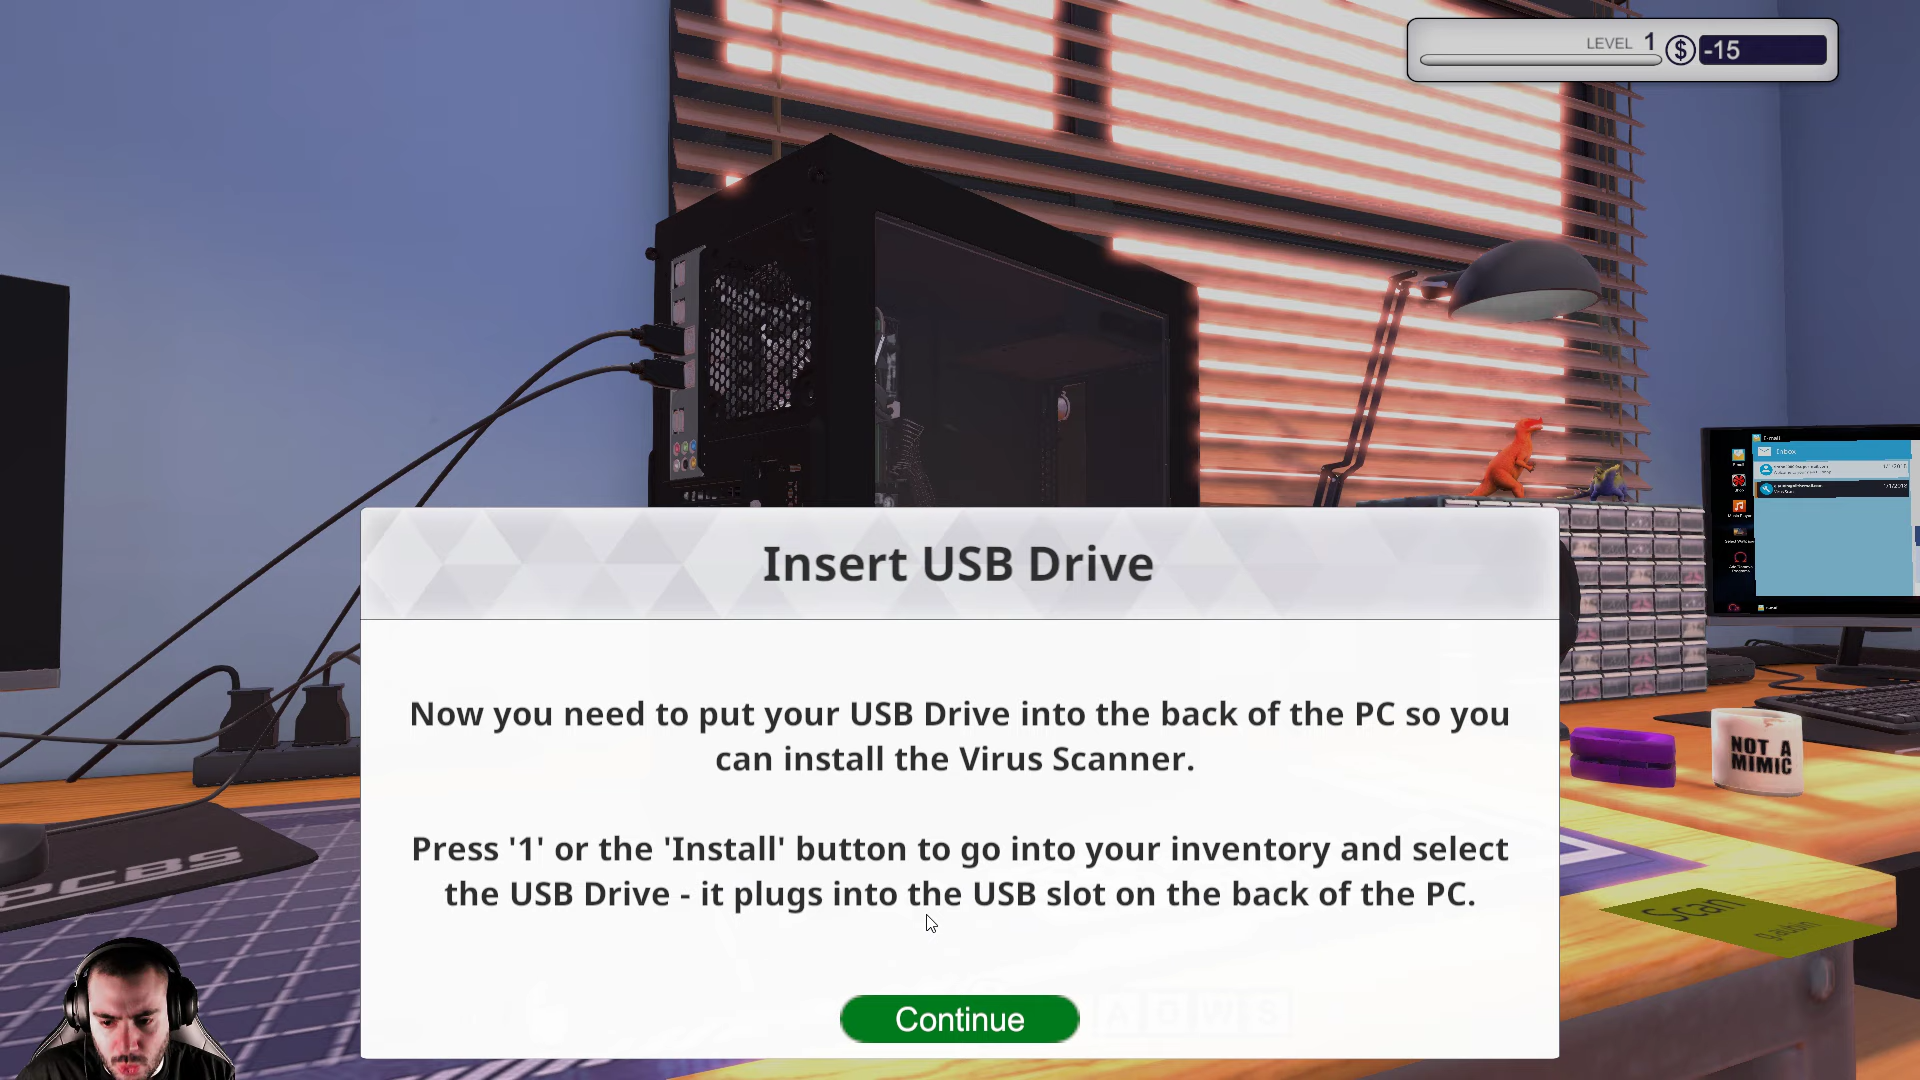 LEVEL 1 $ -15
E-mail
Inbox
Insert USB Drive
Now you need to put your USB Drive into the back of the PC so you
can install the Virus Scanner.
NOT A
MIMIC
Press '1' or the 'Install' button to go into your inventory and select
the USB Drive - it plugs into the USB slot on the back of the PC.
PCBS
Scan
Continue